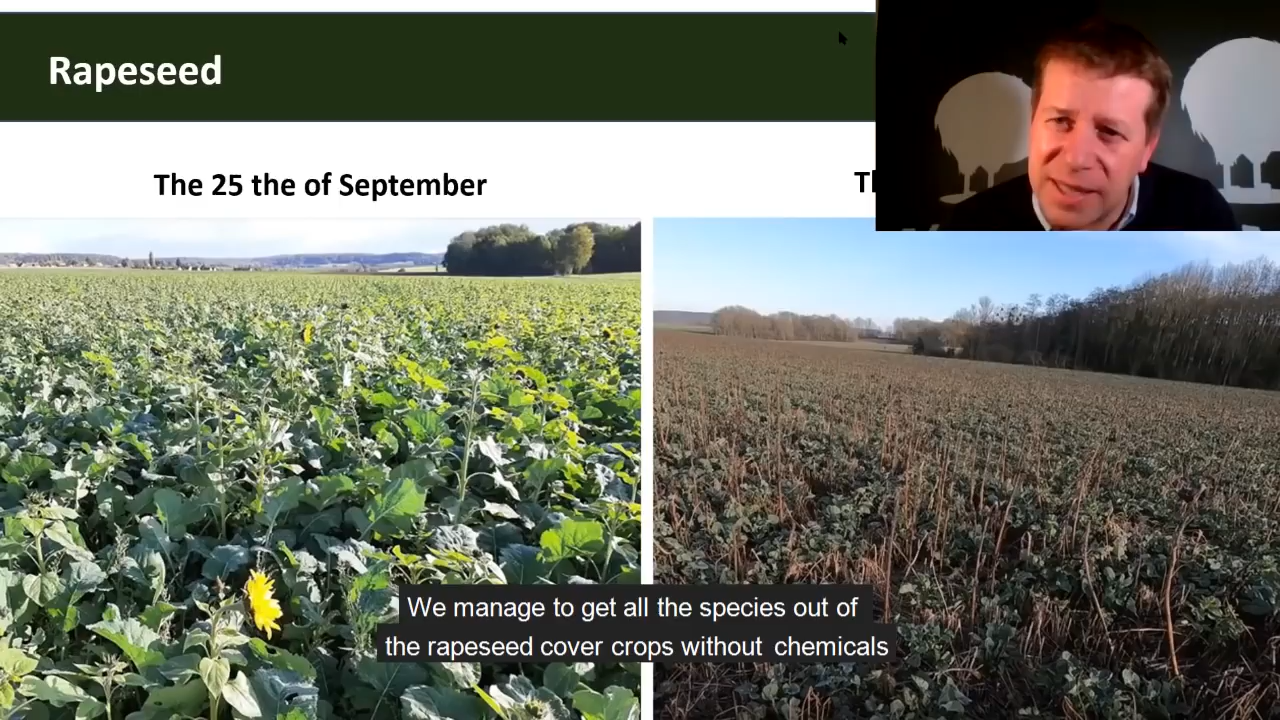 Rapeseed
The 25 the of September
We manage to get all the species out of
the rapeseed cover crops without chemicals